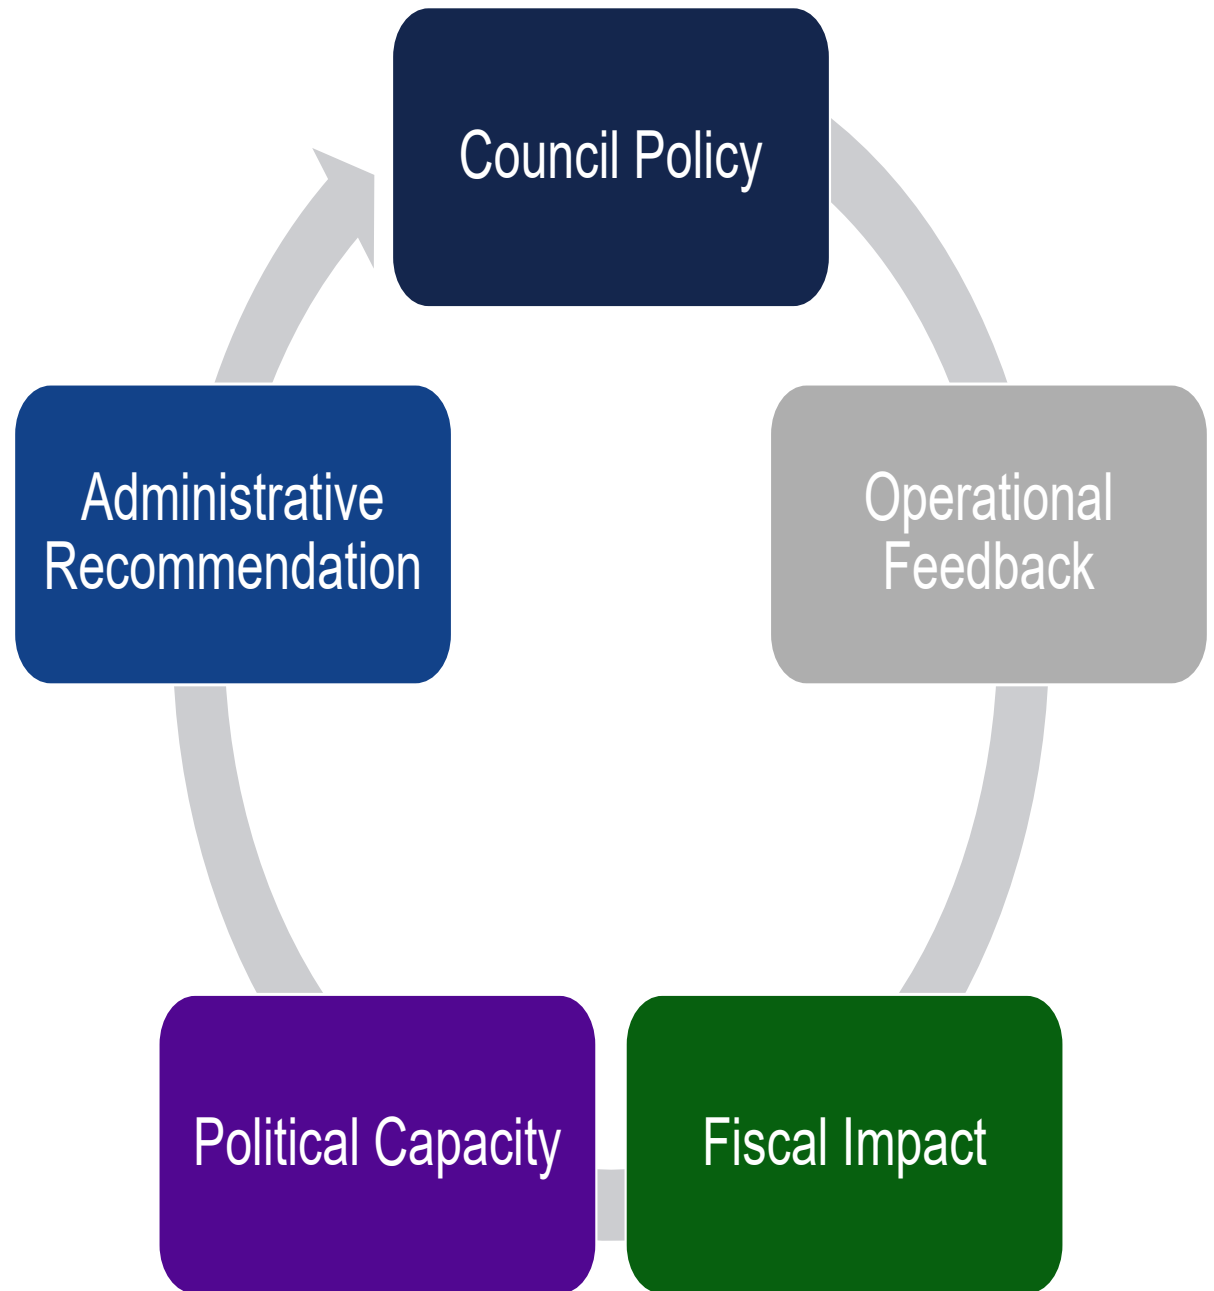 Council Policy
Operational
Feedback
Fiscal Impact
Political Capacity
Administrative
Recommendation